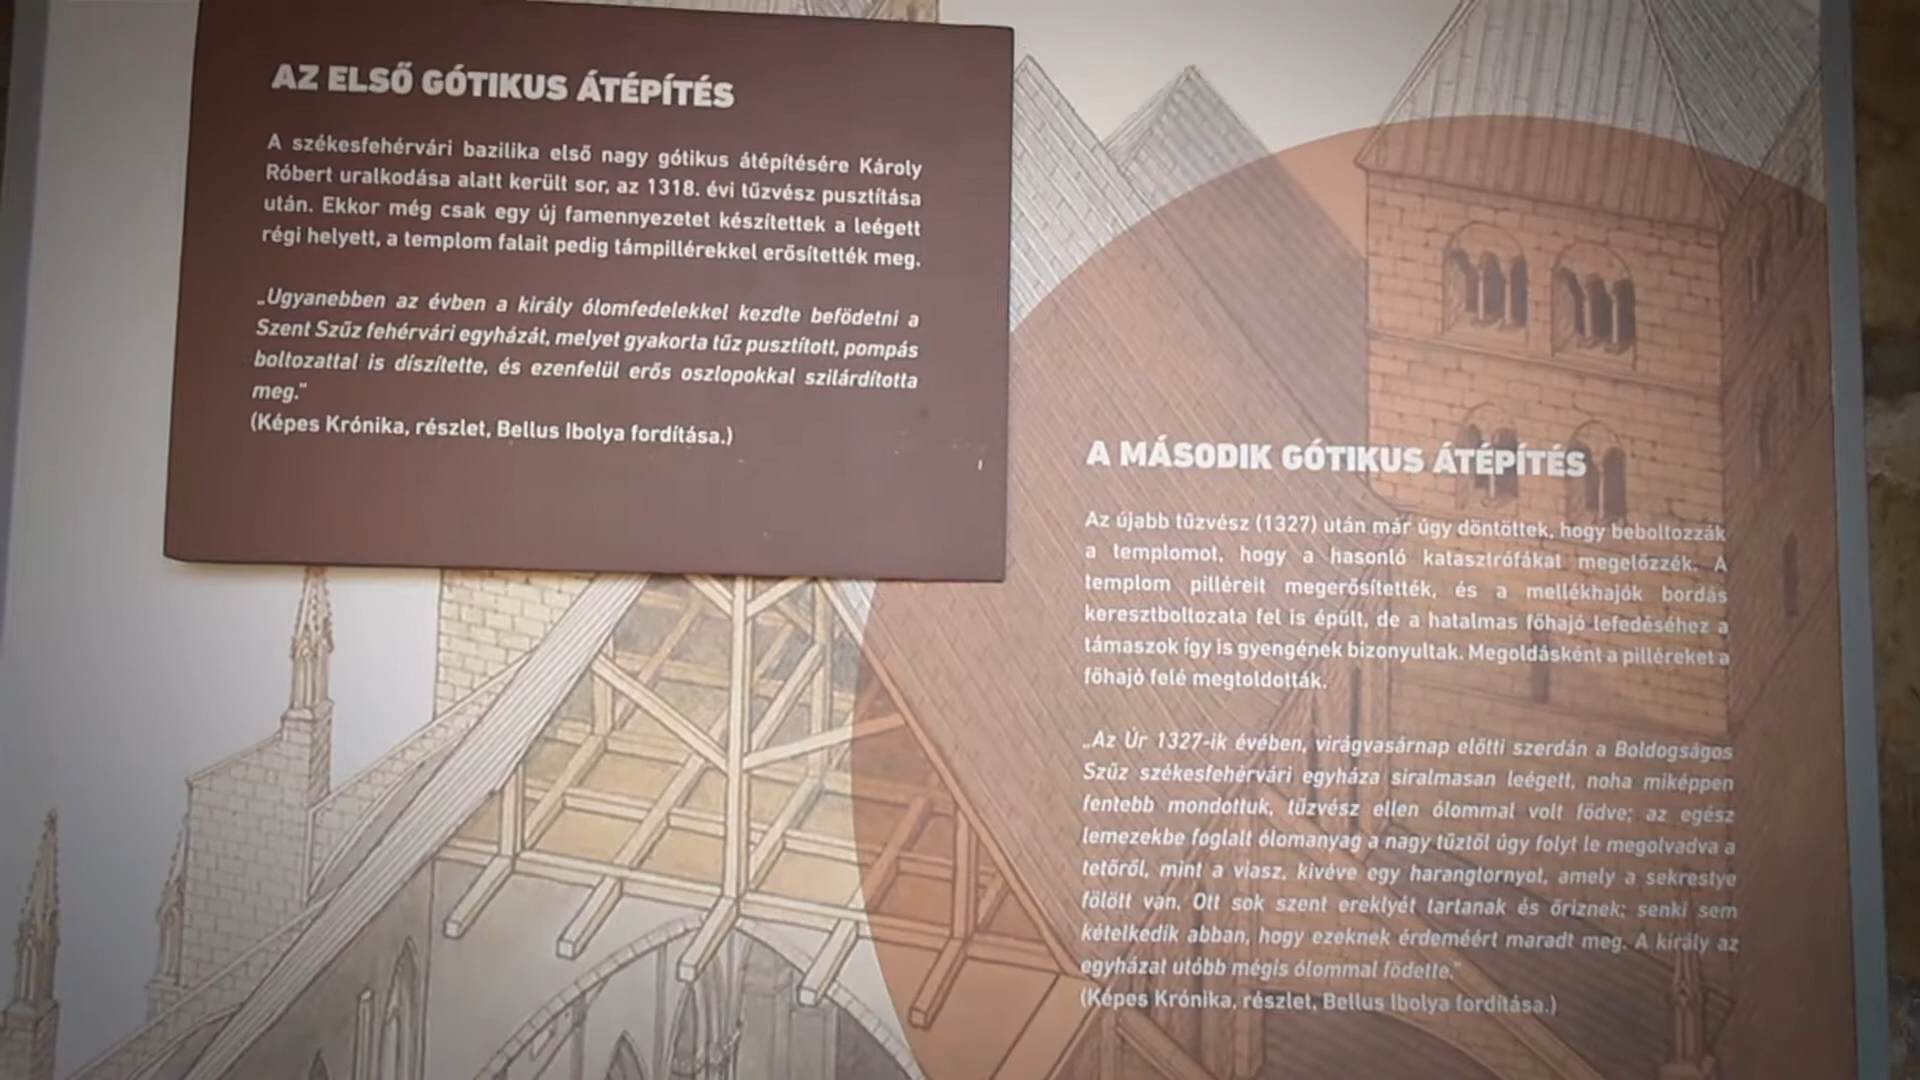 AZ ELSŐ GÓTIKUS ÁTÉPÍTÉS
A székesfehérvári bazilika első nagy gótikus átépítésére Károly
Róbert uralkodása alatt került sor, az 1318. évi tűzvész pusztítása
után. Ekkor még csak egy új famennyezetet készítettek a leégett
régi helyett, a templom falait pedig támpillérekkel erősítették meg.
„Ugyanebben az évben a király ólomfedelekkel kezdte befödetni a
Szent Szűz fehérvári egyházát, melyet gyakorta tűz pusztított, pompás
boltozattal is díszítette, és ezenfelül erős oszlopokkal szilárdította
meg."
(Képes Krónika, részlet, Bellus Ibolya fordítása.)
A MÁSODIK GÓTIKUS ÁTÉPÍTÉS
Az újabb tűzvész (1327) után már úgy döntöttek, hogy beboltozzák
a templomot, hogy a hasonló katasztrófákat megelőzzék. A
templom pilléreit megerősítették, és a mellékhajók bordás
keresztboltozata fel is épült, de a hatalmas főhajó lefedéséhez a
támaszok így is gyengének bizonyultak. Megoldásként a pilléreket a
főhajó felé megtoldották.
„Az Úr 1327-ik évében, virágvasárnap előtti szerdán a Boldogságos
Szűz székesfehérvári egyháza siralmasan leégett, noha miképpen
fentebb mondottuk, tűzvész ellen ólommal volt födve; az egész
lemezekbe foglalt ólomanyag a nagy tűztől úgy folyt le megolvadva a
tetőről, mint a viasz, kivéve egy harangtornyot, amely a sekrestye
fölött van. Ott sok szent ereklyét tartanak és őriznek; senki sem
kételkedik abban, hogy ezeknek érdeméért maradt meg. A király az
egyházat utóbb mégis ólommal födette."
(Képes Krónika, részlet, Bellus Ibolya fordítása.)